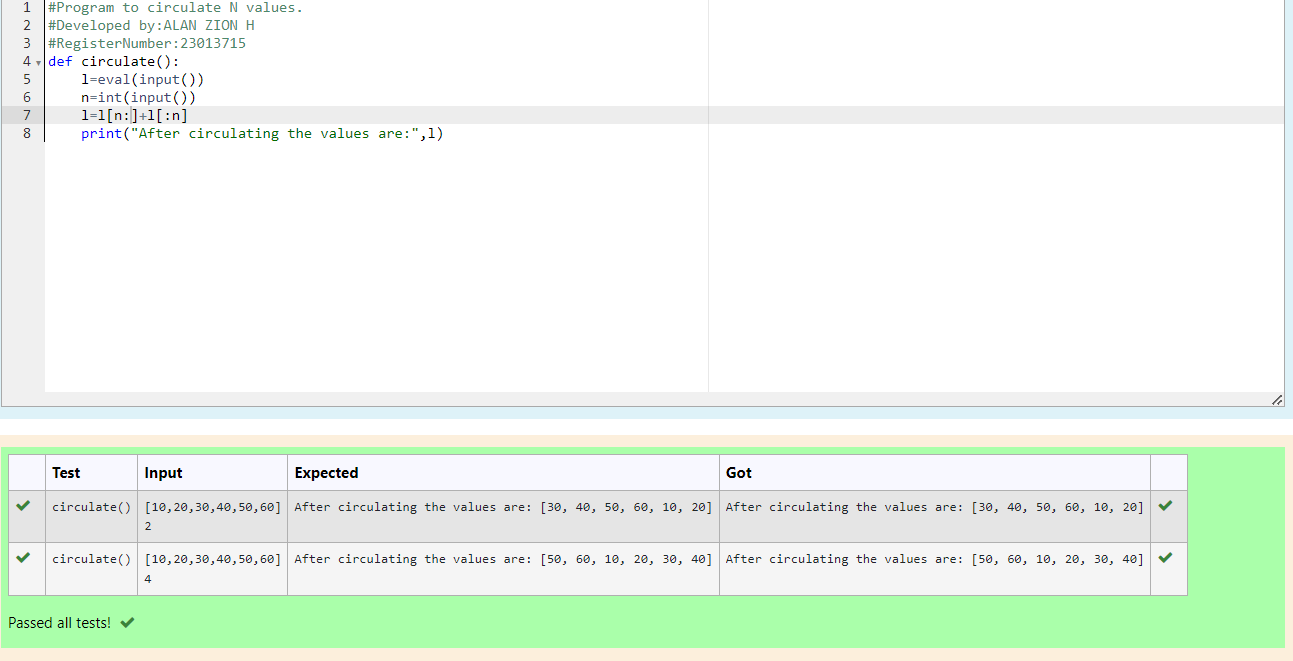 1 #Program to circulate N values.
2 #Developed by:ALAN ZION H
3 #RegisterNumber:23013715
4 def circulate():
5     l=eval(input())
6     n=int(input())
7     l=l[n:]+l[:n]
8     print("After circulating the values are:",l)
Test Input Expected Got
circulate() [10,20,30,40,50,60] After circulating the values are: [30, 40, 50, 60, 10, 20] After circulating the values are: [30, 40, 50, 60, 10, 20]
2
circulate() [10,20,30,40,50,60] After circulating the values are: [50, 60, 10, 20, 30, 40] After circulating the values are: [50, 60, 10, 20, 30, 40]
4
Passed all tests!